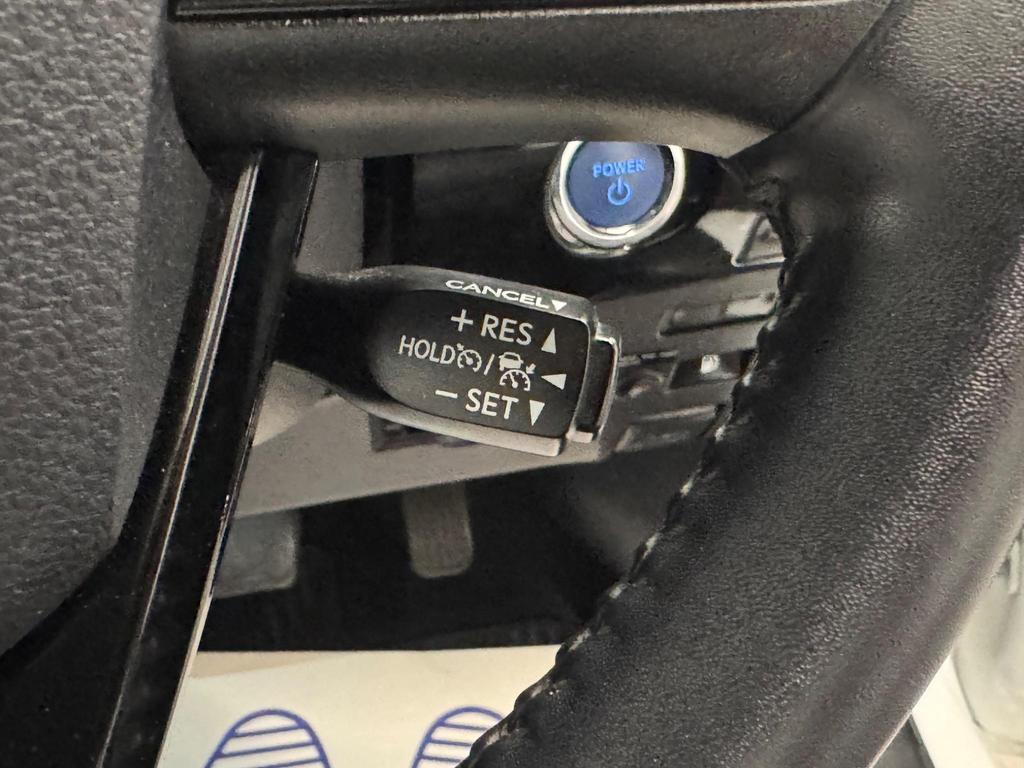 POWER
CANCEL▼
+ RES ▲
HOLD / ◀
− SET ▼